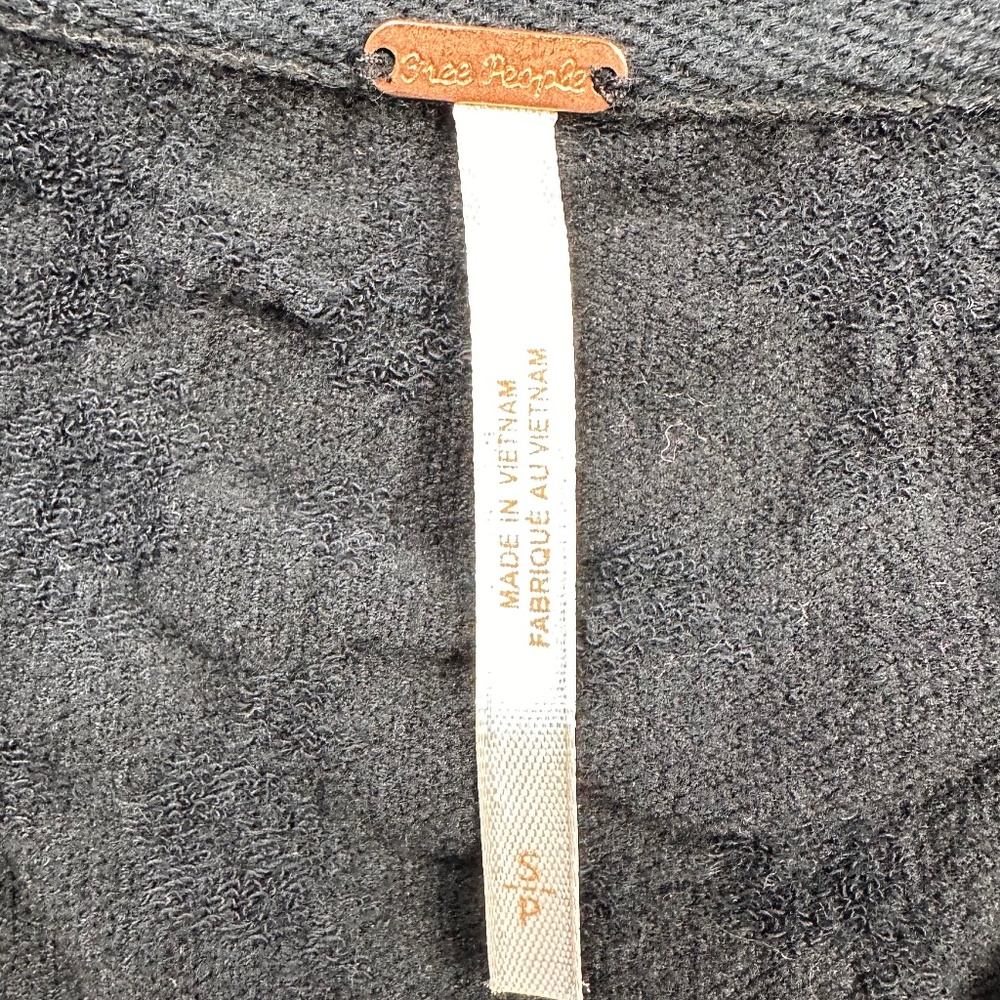 Free People
MADE IN VIETNAM
FABRIQUÉ AU VIETNAM
S/P